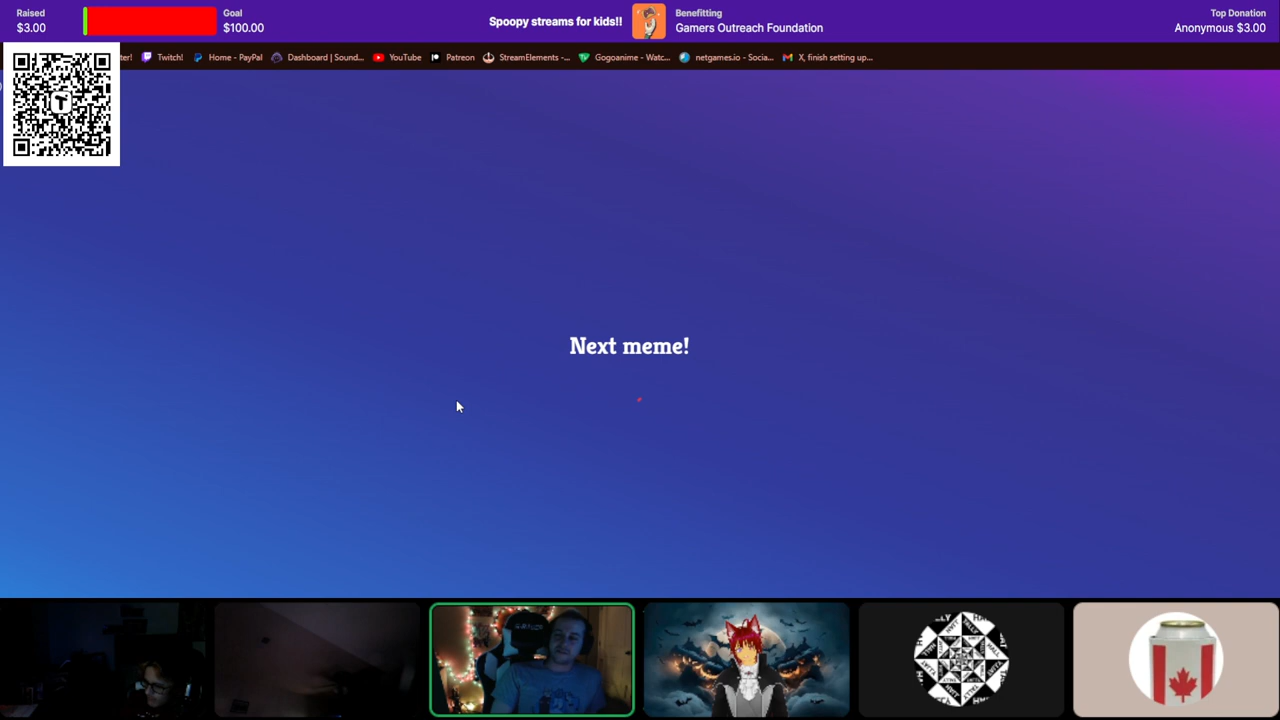 Raised
$3.00
Goal
$100.00
Spoopy streams for kids!!
Benefitting
Gamers Outreach Foundation
Top Donation
Anonymous $3.00
ter!
Twitch!
Home - PayPal
Dashboard | Sound...
YouTube
Patreon
StreamElements -...
Gogoanime - Watc...
netgames.io - Socia...
X, finish setting up...
Next meme!